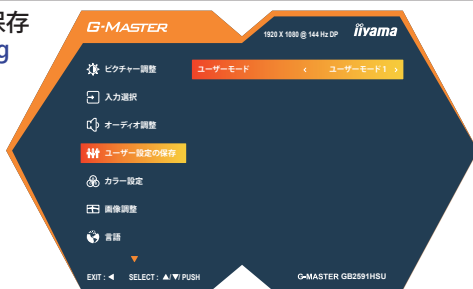 保存
g
G-MASTER
1920 X 1080 @ 144 Hz DP
iiyama
ピクチャー調整
ユーザーモード ‹ ユーザーモード1 ›
入力選択
オーディオ調整
ユーザー設定の保存
カラー設定
画像調整
言語
EXIT : ◀ SELECT : ▲/▼/ PUSH
G-MASTER GB2591HSU